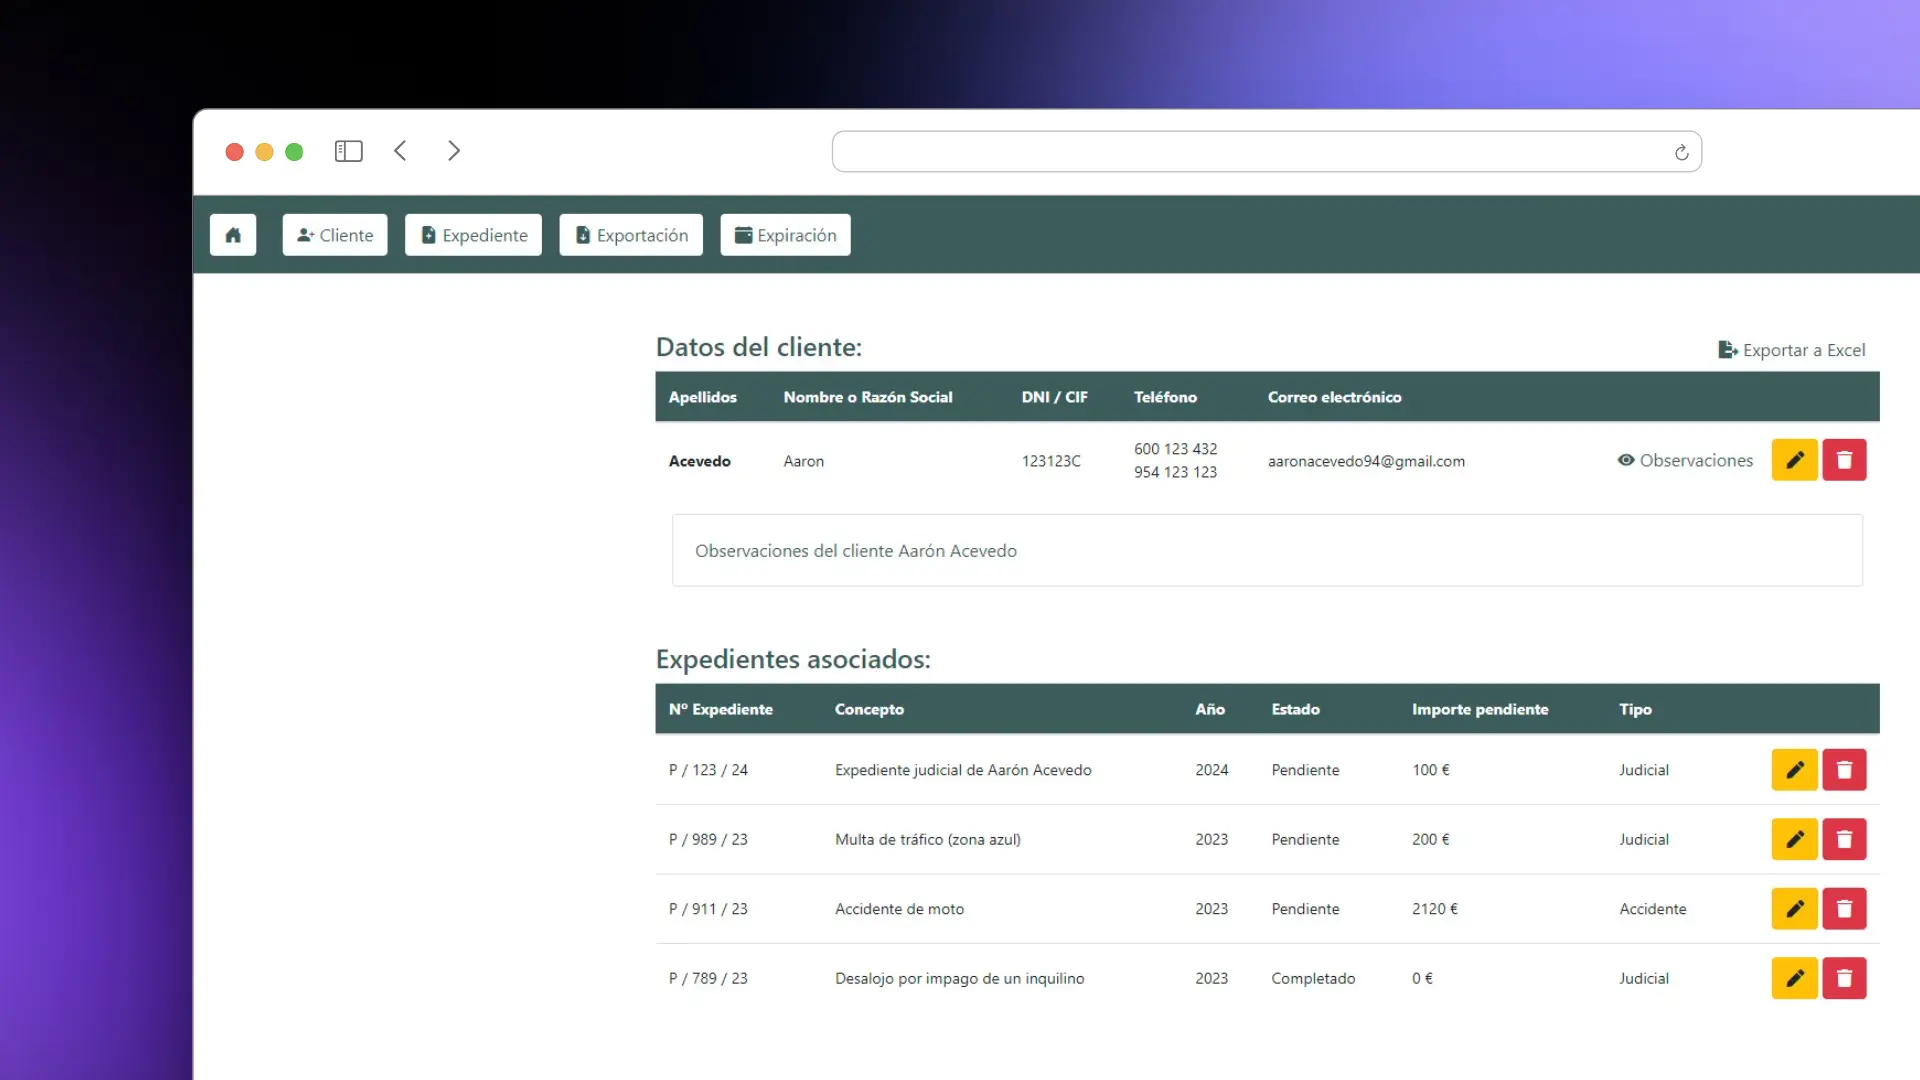 Cliente Expediente Exportación Expiración
Datos del cliente: Exportar a Excel
Apellidos Nombre o Razón Social DNI / CIF Teléfono Correo electrónico
Acevedo Aaron 123123C 600 123 432 954 123 123 aaronacevedo94@gmail.com Observaciones
Observaciones del cliente Aarón Acevedo
Expedientes asociados:
Nº Expediente Concepto Año Estado Importe pendiente Tipo
P / 123 / 24 Expediente judicial de Aarón Acevedo 2024 Pendiente 100 € Judicial
P / 989 / 23 Multa de tráfico (zona azul) 2023 Pendiente 200 € Judicial
P / 911 / 23 Accidente de moto 2023 Pendiente 2120 € Accidente
P / 789 / 23 Desalojo por impago de un inquilino 2023 Completado 0 € Judicial